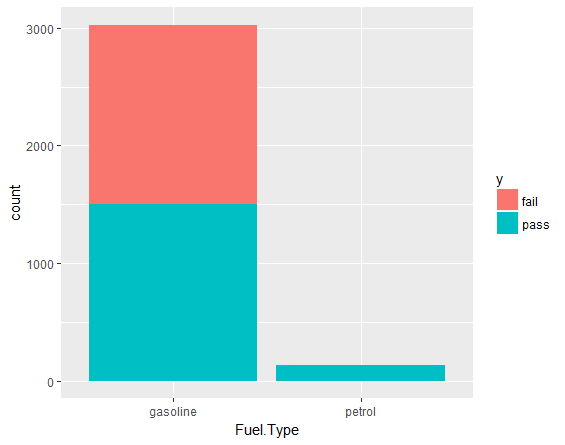 3000
2000
1000
0
count
gasoline petrol
Fuel.Type
y
fail
pass